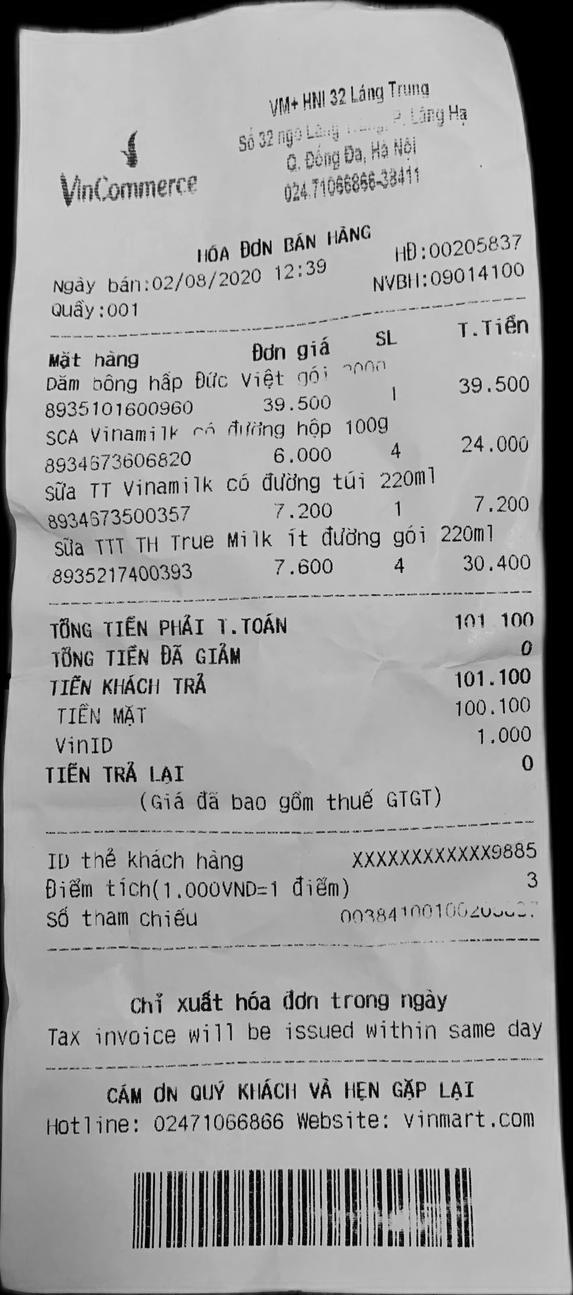 VinCommerce
VM+ HNI 32 Láng Trung
Số 32 ngõ Láng P. Láng Hạ
Q. Đống Đa, Hà Nội
024.71066866-38411
HÓA ĐƠN BÁN HÀNG
Ngày bán:02/08/2020 12:39 HĐ:00205837
Quầy:001 NVBH:09014100
Mặt hàng Đơn giá SL T.Tiền
Dăm bông hấp Đức Việt gói
8935101600960 39.500 1 39.500
SCA Vinamilk có đường hộp 100g
8934673606820 6.000 4 24.000
Sữa TT Vinamilk có đường túi 220ml
8934673500357 7.200 1 7.200
Sữa TTT TH True Milk ít đường gói 220ml
8935217400393 7.600 4 30.400
TỔNG TIỀN PHẢI T.TOÁN 101.100
TỔNG TIỀN ĐÃ GIẢM 0
TIỀN KHÁCH TRẢ 101.100
TIỀN MẶT 100.100
VinID 1.000
TIỀN TRẢ LẠI 0
(Giá đã bao gồm thuế GTGT)
ID thẻ khách hàng XXXXXXXXXXXX9885
Điểm tích(1.000VND=1 điểm) 3
Số tham chiếu
Chỉ xuất hóa đơn trong ngày
Tax invoice will be issued within same day
CẢM ƠN QUÝ KHÁCH VÀ HẸN GẶP LẠI
Hotline: 02471066866 Website: vinmart.com